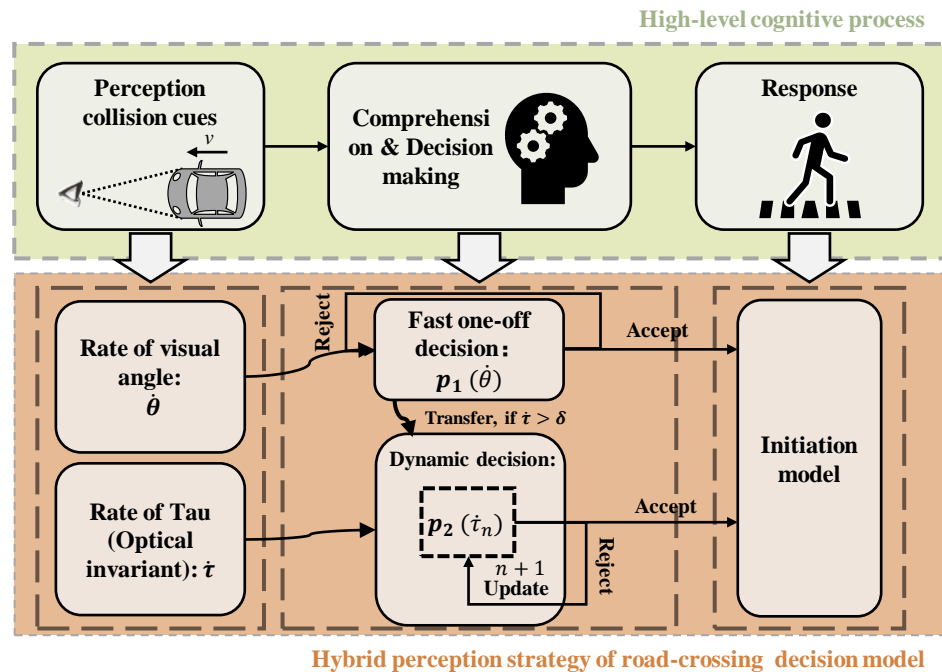 High-level cognitive process
Perception
collision cues
v
Comprehensi
on & Decision
making
Response
Rate of visual
angle:
θ̇
Reject
Fast one-off
decision：
p₁ (θ̇)
Accept
Transfer, if τ̇ > δ
Rate of Tau
(Optical
invariant): τ̇
Dynamic decision:
p₂ (τ̇ₙ)
n + 1
Update
Reject
Accept
Initiation
model
Hybrid perception strategy of road-crossing decision model